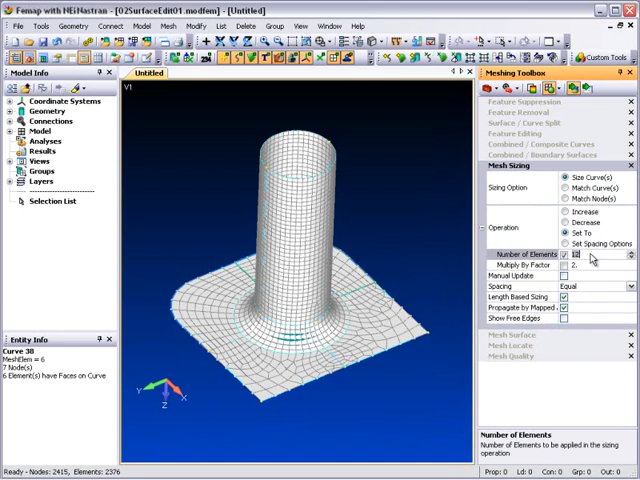 Femap with NEiNastran - [02SurfaceEdit01.modfem] - [Untitled]
File Tools Geometry Connect Model Mesh Modify List Delete Group View Window Help
Custom Tools
Model Info
Coordinate Systems
Geometry
Connections
Model
Analyses
Results
Views
Groups
Layers
Selection List
Entity Info
Curve 38
MeshElem = 6
7 Node(s)
6 Element(s) have Faces on Curve
Untitled
V1
X
Y
Z
Meshing Toolbox
Feature Suppression
Feature Removal
Surface / Curve Split
Feature Editing
Combined / Composite Curves
Combined / Boundary Surfaces
Mesh Sizing
Sizing Option
Size Curve(s)
Match Curve(s)
Match Node(s)
Operation
Increase
Decrease
Set To
Set Spacing Options
Number of Elements 12
Multiply By Factor 2.
Manual Update
Spacing Equal
Length Based Sizing
Propagate by Mapped
Show Free Edges
Mesh Surface
Mesh Locate
Mesh Quality
Number of Elements
Number of Elements to be applied in the sizing
operation
Ready - Nodes: 2415, Elements: 2376
Prop: 0 Ld: 0 Con: 0 Grp: 0 Out: 0